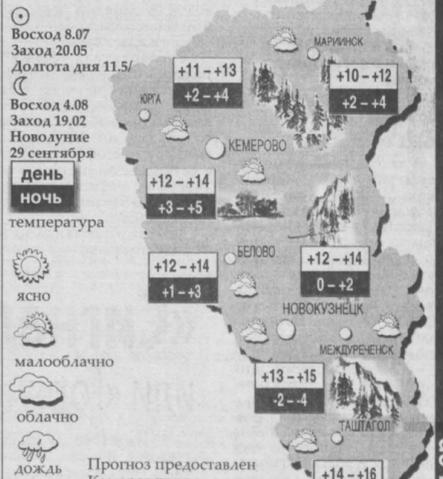 Восход 8.07
Заход 20.05
Долгота дня 11.5/
Восход 4.08
Заход 19.02
Новолуние
29 сентября
день
ночь
температура
ясно
малооблачно
облачно
дождь
МАРИИНСК
+11 – +13
+2 – +4
+10 – +12
+2 – +4
ЮРГА
КЕМЕРОВО
+12 – +14
+3 – +5
БЕЛОВО
+12 – +14
+1 – +3
+12 – +14
0 – +2
НОВОКУЗНЕЦК
МЕЖДУРЕЧЕНСК
+13 – +15
-2 – -4
ТАШТАГОЛ
+14 – +16
Прогноз предоставлен